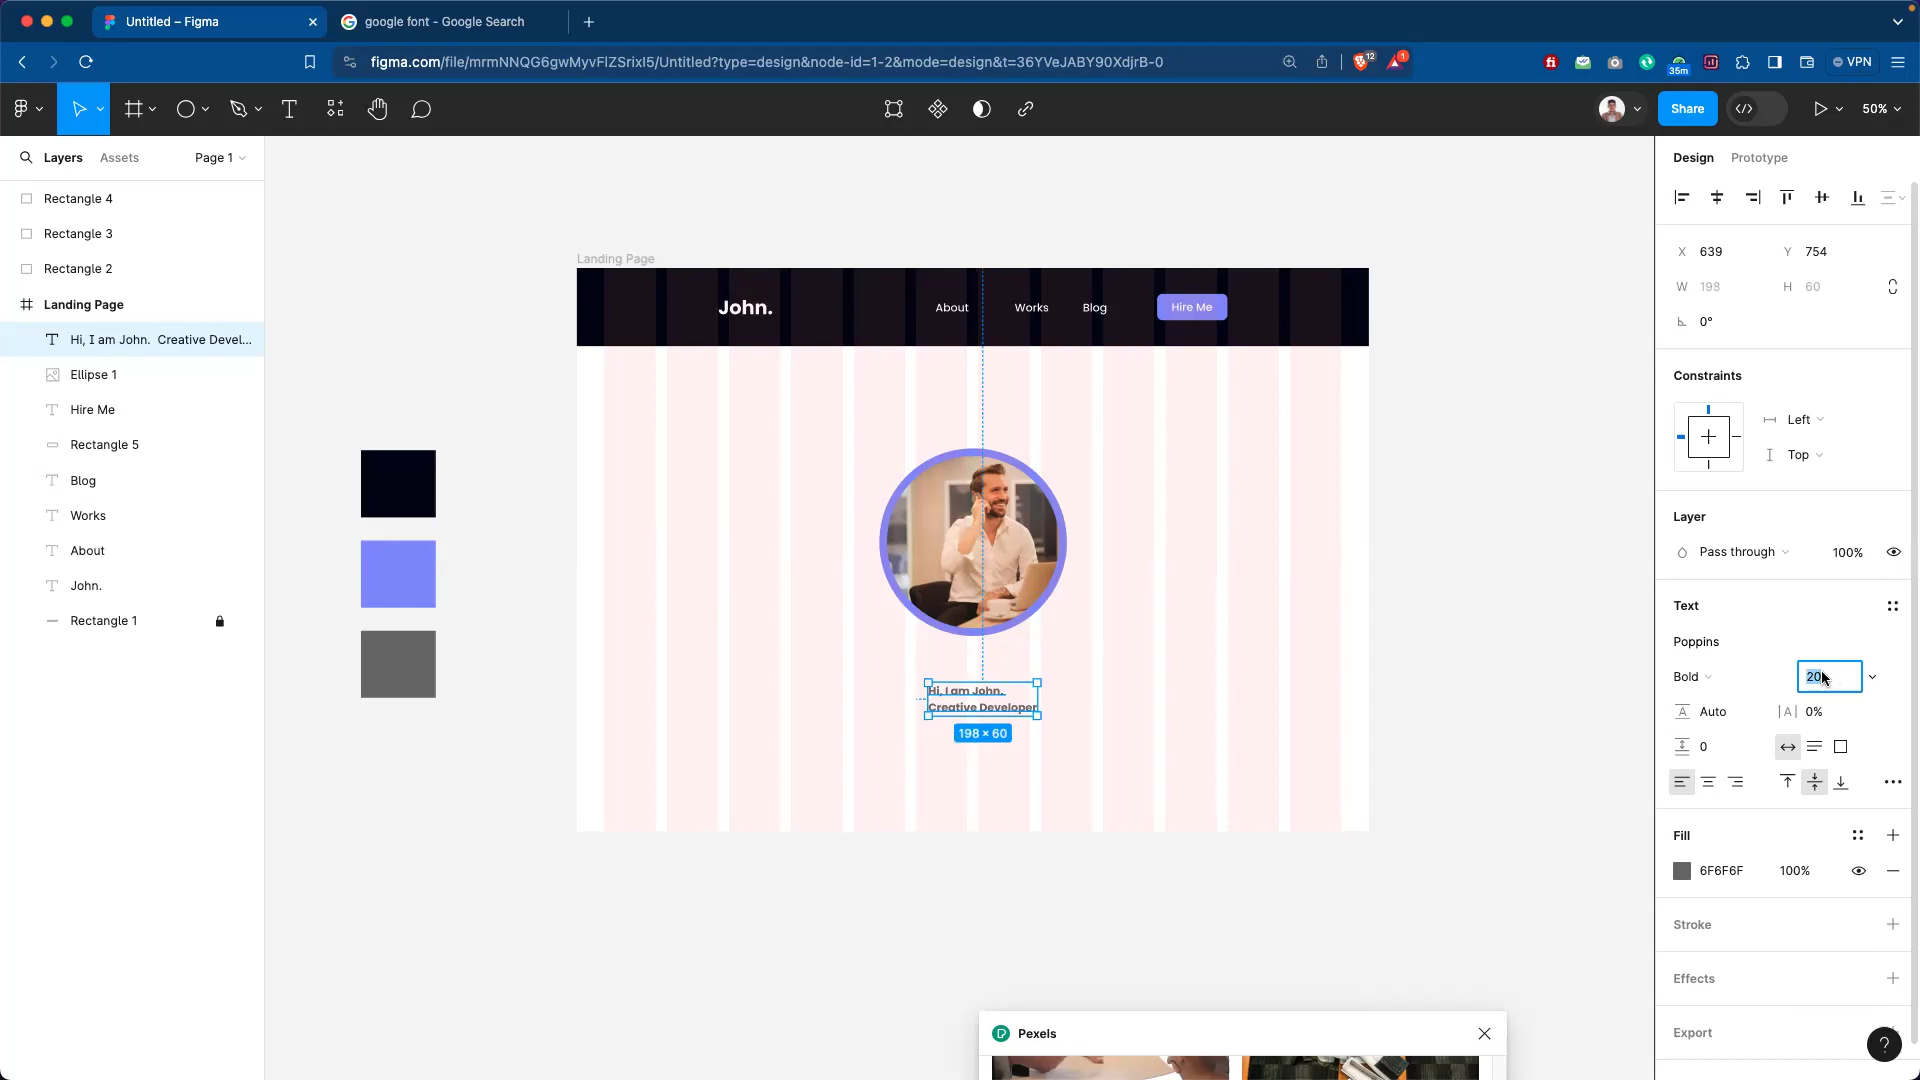 Untitled – Figma
google font - Google Search
figma.com/file/mrmNNQG6gwMyvFlZSrixl5/Untitled?type=design&node-id=1-2&mode=design&t=36YVeJABY90XdjrB-0
12
1
35m
VPN
Share
50%
Layers
Assets
Page 1
Rectangle 4
Rectangle 3
Rectangle 2
Landing Page
Hi, I am John.  Creative Devel...
Ellipse 1
Hire Me
Rectangle 5
Blog
Works
About
John.
Rectangle 1
Landing Page
John.
About
Works
Blog
Hire Me
Hi, I am John.
Creative Developer
198 × 60
Pexels
Design
Prototype
X 639
Y 754
W 198
H 60
0°
Constraints
Left
Top
Layer
Pass through
100%
Text
Poppins
Bold
20
Auto
|A| 0%
0
Fill
6F6F6F
100%
Stroke
Effects
Export
?